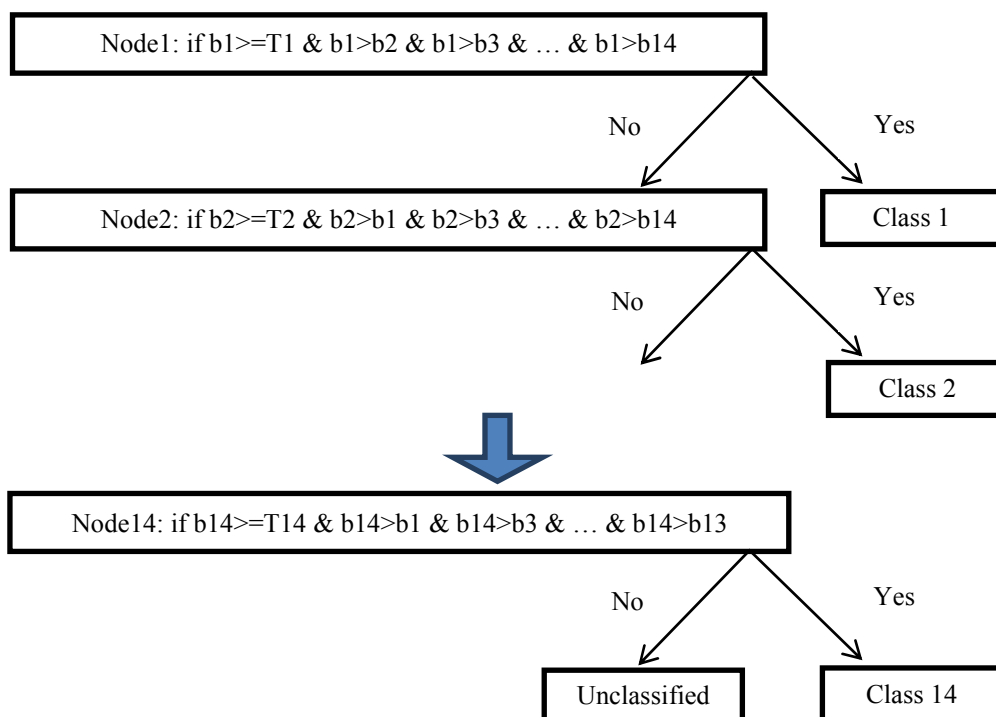 Node1: if b1>=T1 & b1>b2 & b1>b3 & … & b1>b14
No
Yes
Node2: if b2>=T2 & b2>b1 & b2>b3 & … & b2>b14
Class 1
No
Yes
Class 2
Node14: if b14>=T14 & b14>b1 & b14>b3 & … & b14>b13
No
Yes
Unclassified
Class 14